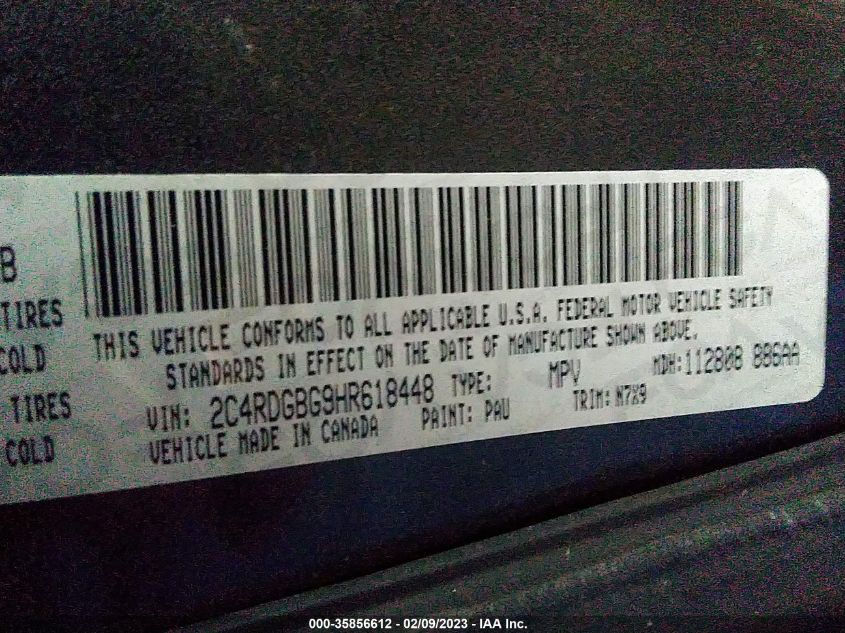 B
TIRES
COLD
TIRES
COLD
THIS VEHICLE CONFORMS TO ALL APPLICABLE U.S.A. FEDERAL MOTOR VEHICLE SAFETY
STANDARDS IN EFFECT ON THE DATE OF MANUFACTURE SHOWN ABOVE.
VIN: 2C4RDGBG9HR618448 TYPE: MPV MDH:112808 886AA
VEHICLE MADE IN CANADA PAINT: PAU TRIM: N7X9
000-35856612 — 02/09/2023 - IAA Inc.